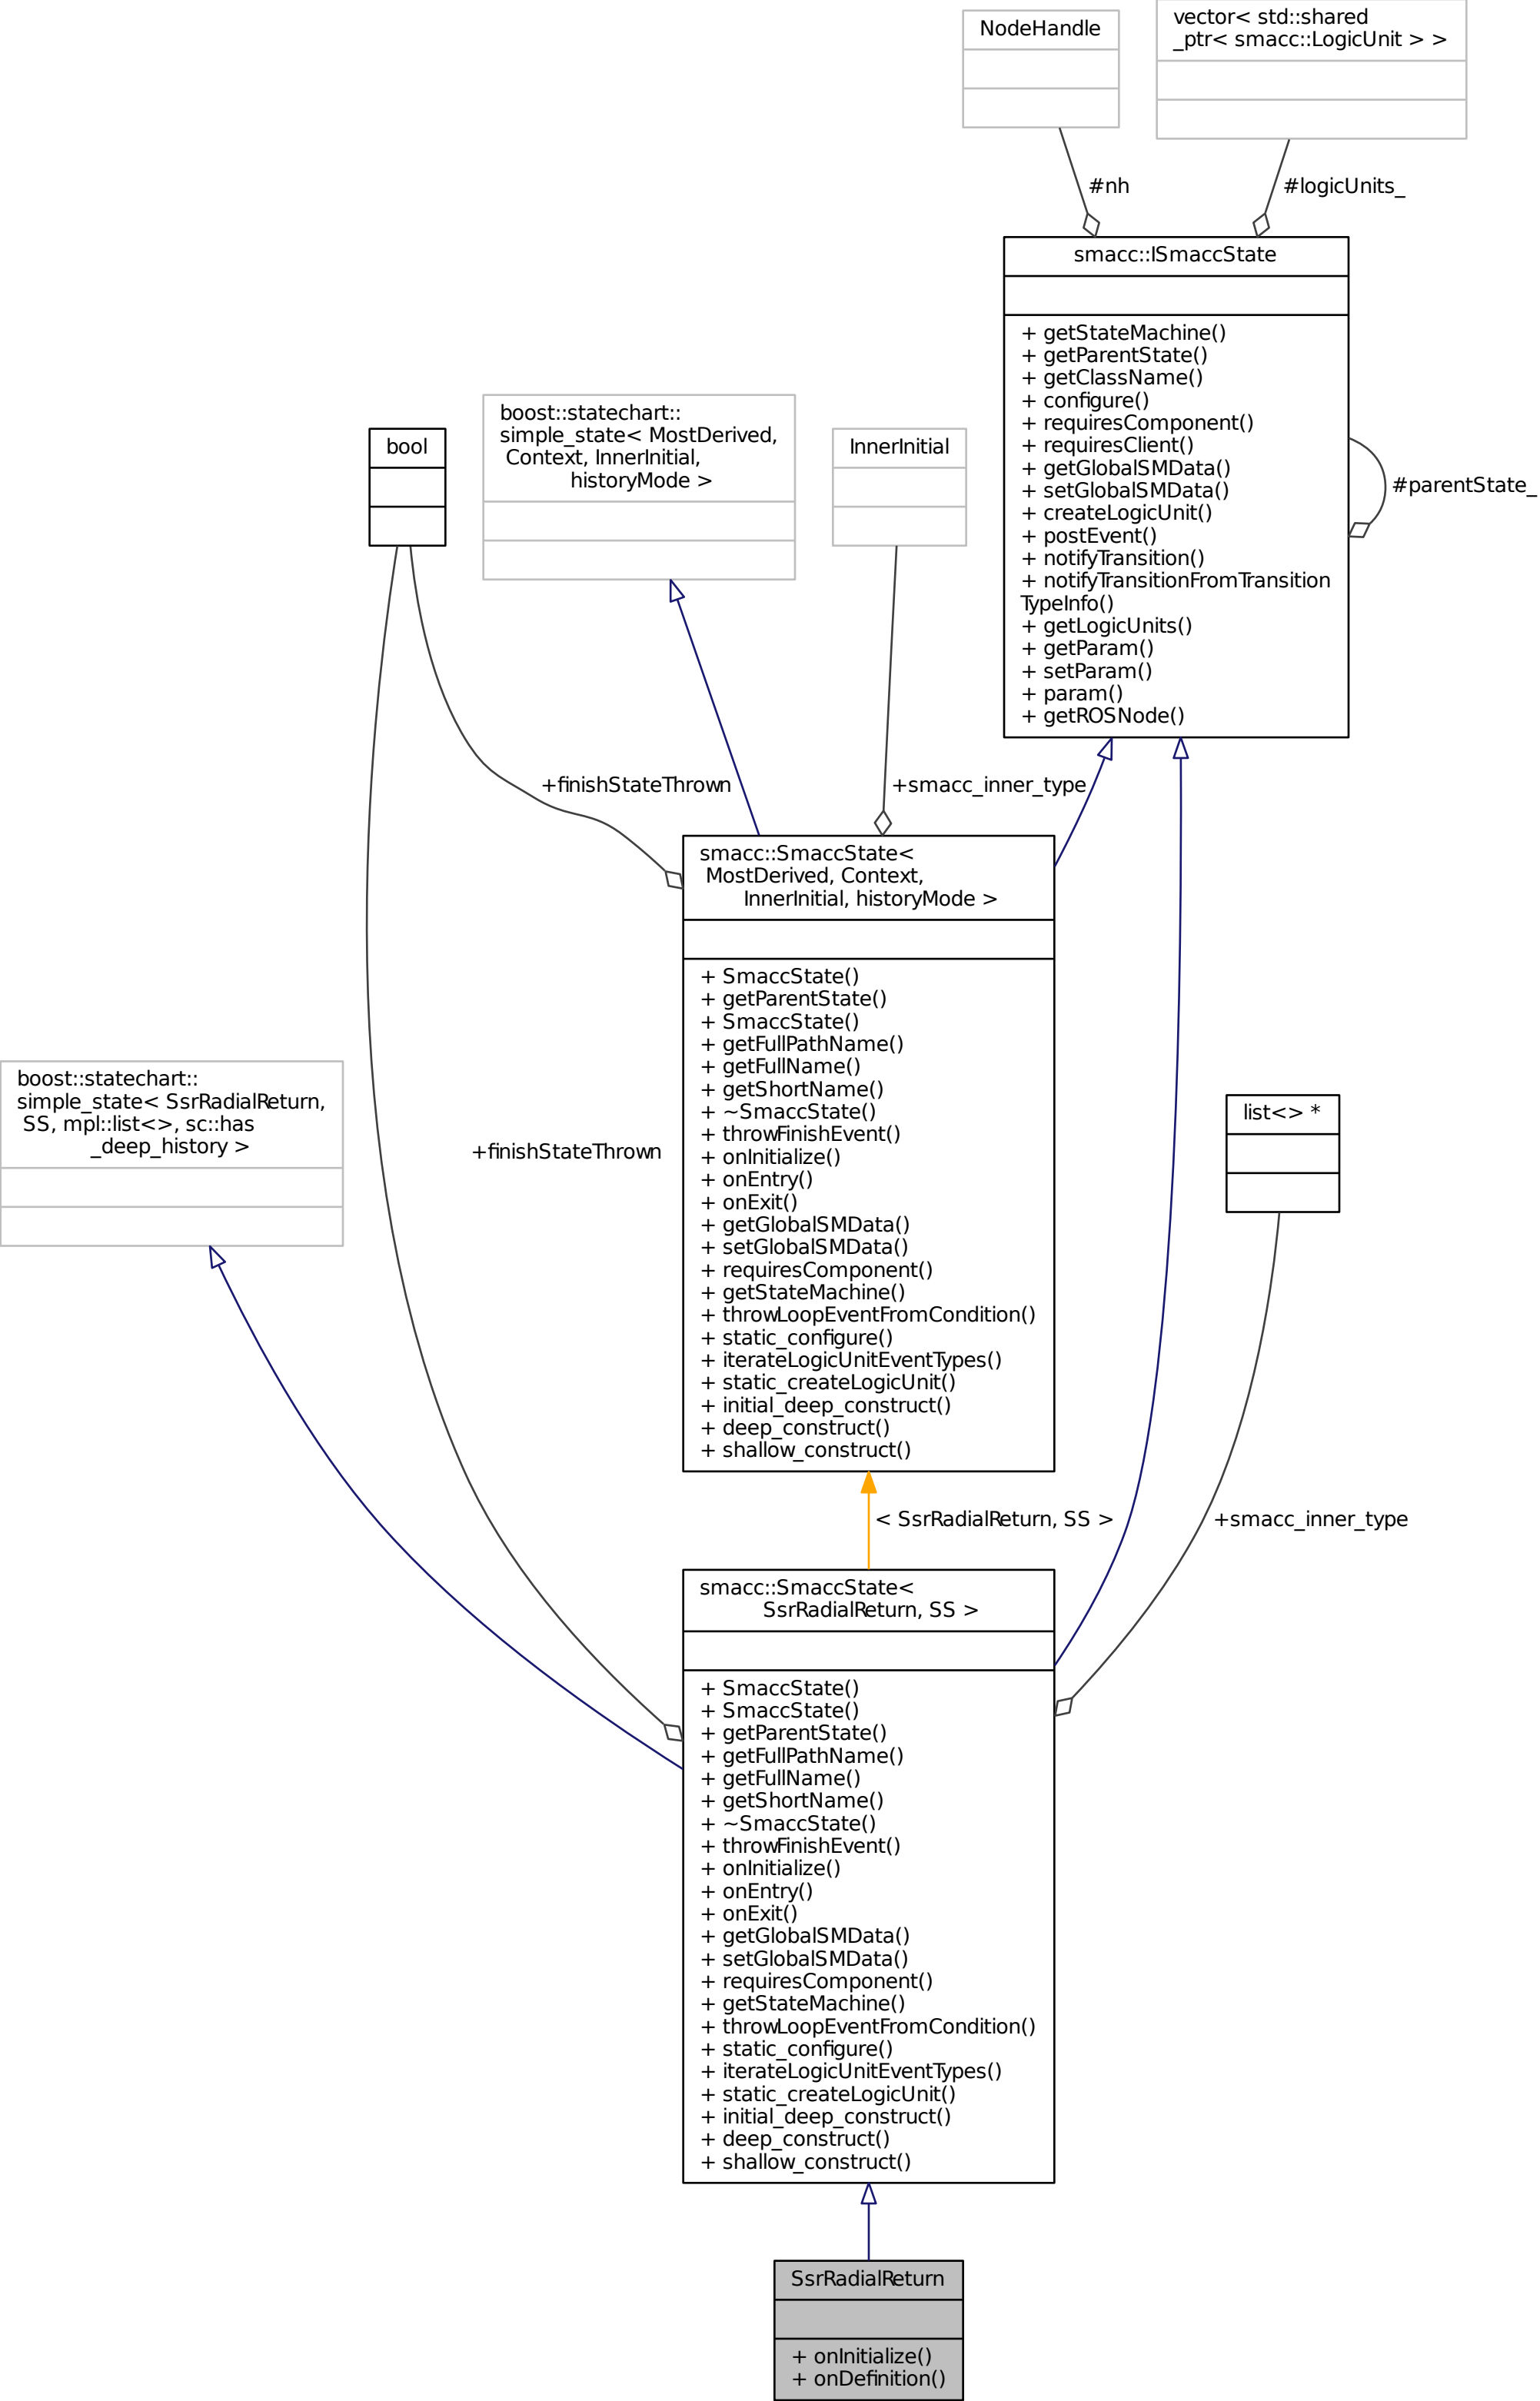 NodeHandle
vector< std::shared
_ptr< smacc::LogicUnit > >
#nh
#logicUnits_
smacc::ISmaccState
+ getStateMachine()
+ getParentState()
+ getClassName()
+ configure()
+ requiresComponent()
+ requiresClient()
+ getGlobalSMData()
+ setGlobalSMData()
+ createLogicUnit()
+ postEvent()
+ notifyTransition()
+ notifyTransitionFromTransition
TypeInfo()
+ getLogicUnits()
+ getParam()
+ setParam()
+ param()
+ getROSNode()
#parentState_
bool
boost::statechart::
simple_state< MostDerived,
Context, InnerInitial,
historyMode >
InnerInitial
+finishStateThrown
+smacc_inner_type
smacc::SmaccState<
MostDerived, Context,
InnerInitial, historyMode >
+ SmaccState()
+ getParentState()
+ SmaccState()
+ getFullPathName()
+ getFullName()
+ getShortName()
+ ~SmaccState()
+ throwFinishEvent()
+ onInitialize()
+ onEntry()
+ onExit()
+ getGlobalSMData()
+ setGlobalSMData()
+ requiresComponent()
+ getStateMachine()
+ throwLoopEventFromCondition()
+ static_configure()
+ iterateLogicUnitEventTypes()
+ static_createLogicUnit()
+ initial_deep_construct()
+ deep_construct()
+ shallow_construct()
boost::statechart::
simple_state< SsrRadialReturn,
SS, mpl::list<>, sc::has
_deep_history >
+finishStateThrown
list<> *
< SsrRadialReturn, SS >
+smacc_inner_type
smacc::SmaccState<
SsrRadialReturn, SS >
+ SmaccState()
+ SmaccState()
+ getParentState()
+ getFullPathName()
+ getFullName()
+ getShortName()
+ ~SmaccState()
+ throwFinishEvent()
+ onInitialize()
+ onEntry()
+ onExit()
+ getGlobalSMData()
+ setGlobalSMData()
+ requiresComponent()
+ getStateMachine()
+ throwLoopEventFromCondition()
+ static_configure()
+ iterateLogicUnitEventTypes()
+ static_createLogicUnit()
+ initial_deep_construct()
+ deep_construct()
+ shallow_construct()
SsrRadialReturn
+ onInitialize()
+ onDefinition()